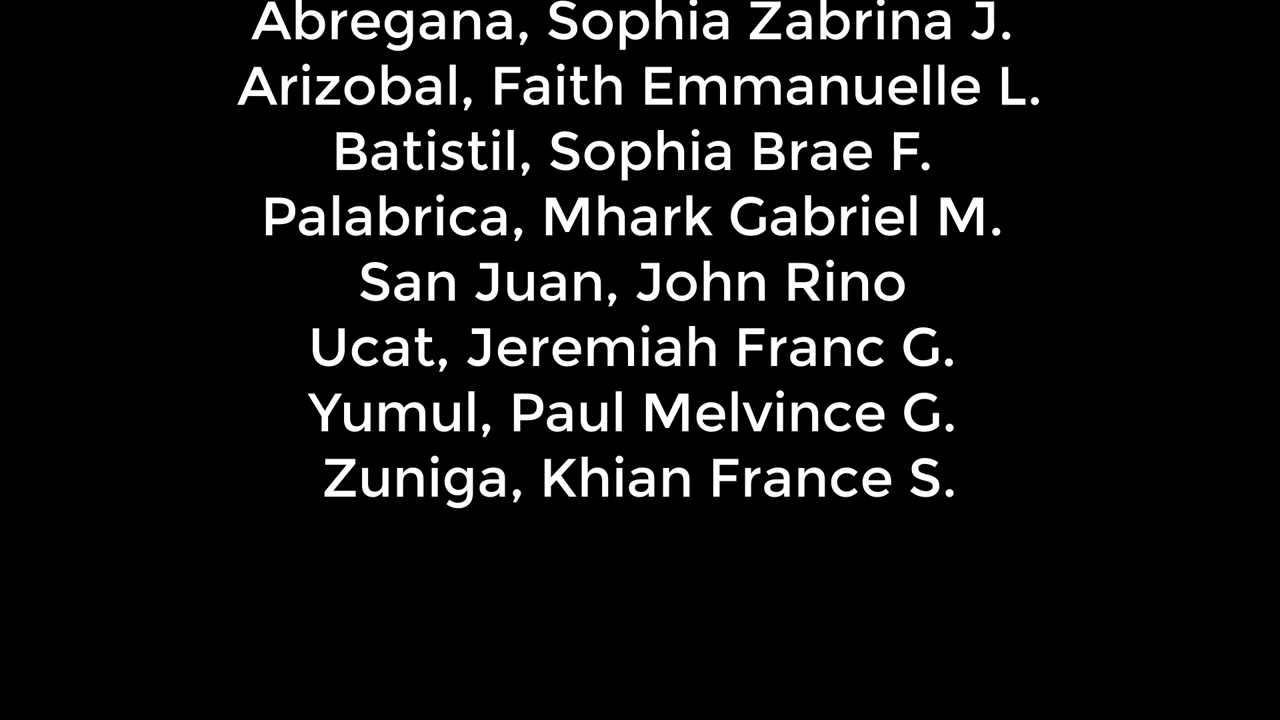 Abregana, Sophia Zabrina J.
Arizobal, Faith Emmanuelle L.
Batistil, Sophia Brae F.
Palabrica, Mhark Gabriel M.
San Juan, John Rino
Ucat, Jeremiah Franc G.
Yumul, Paul Melvince G.
Zuniga, Khian France S.